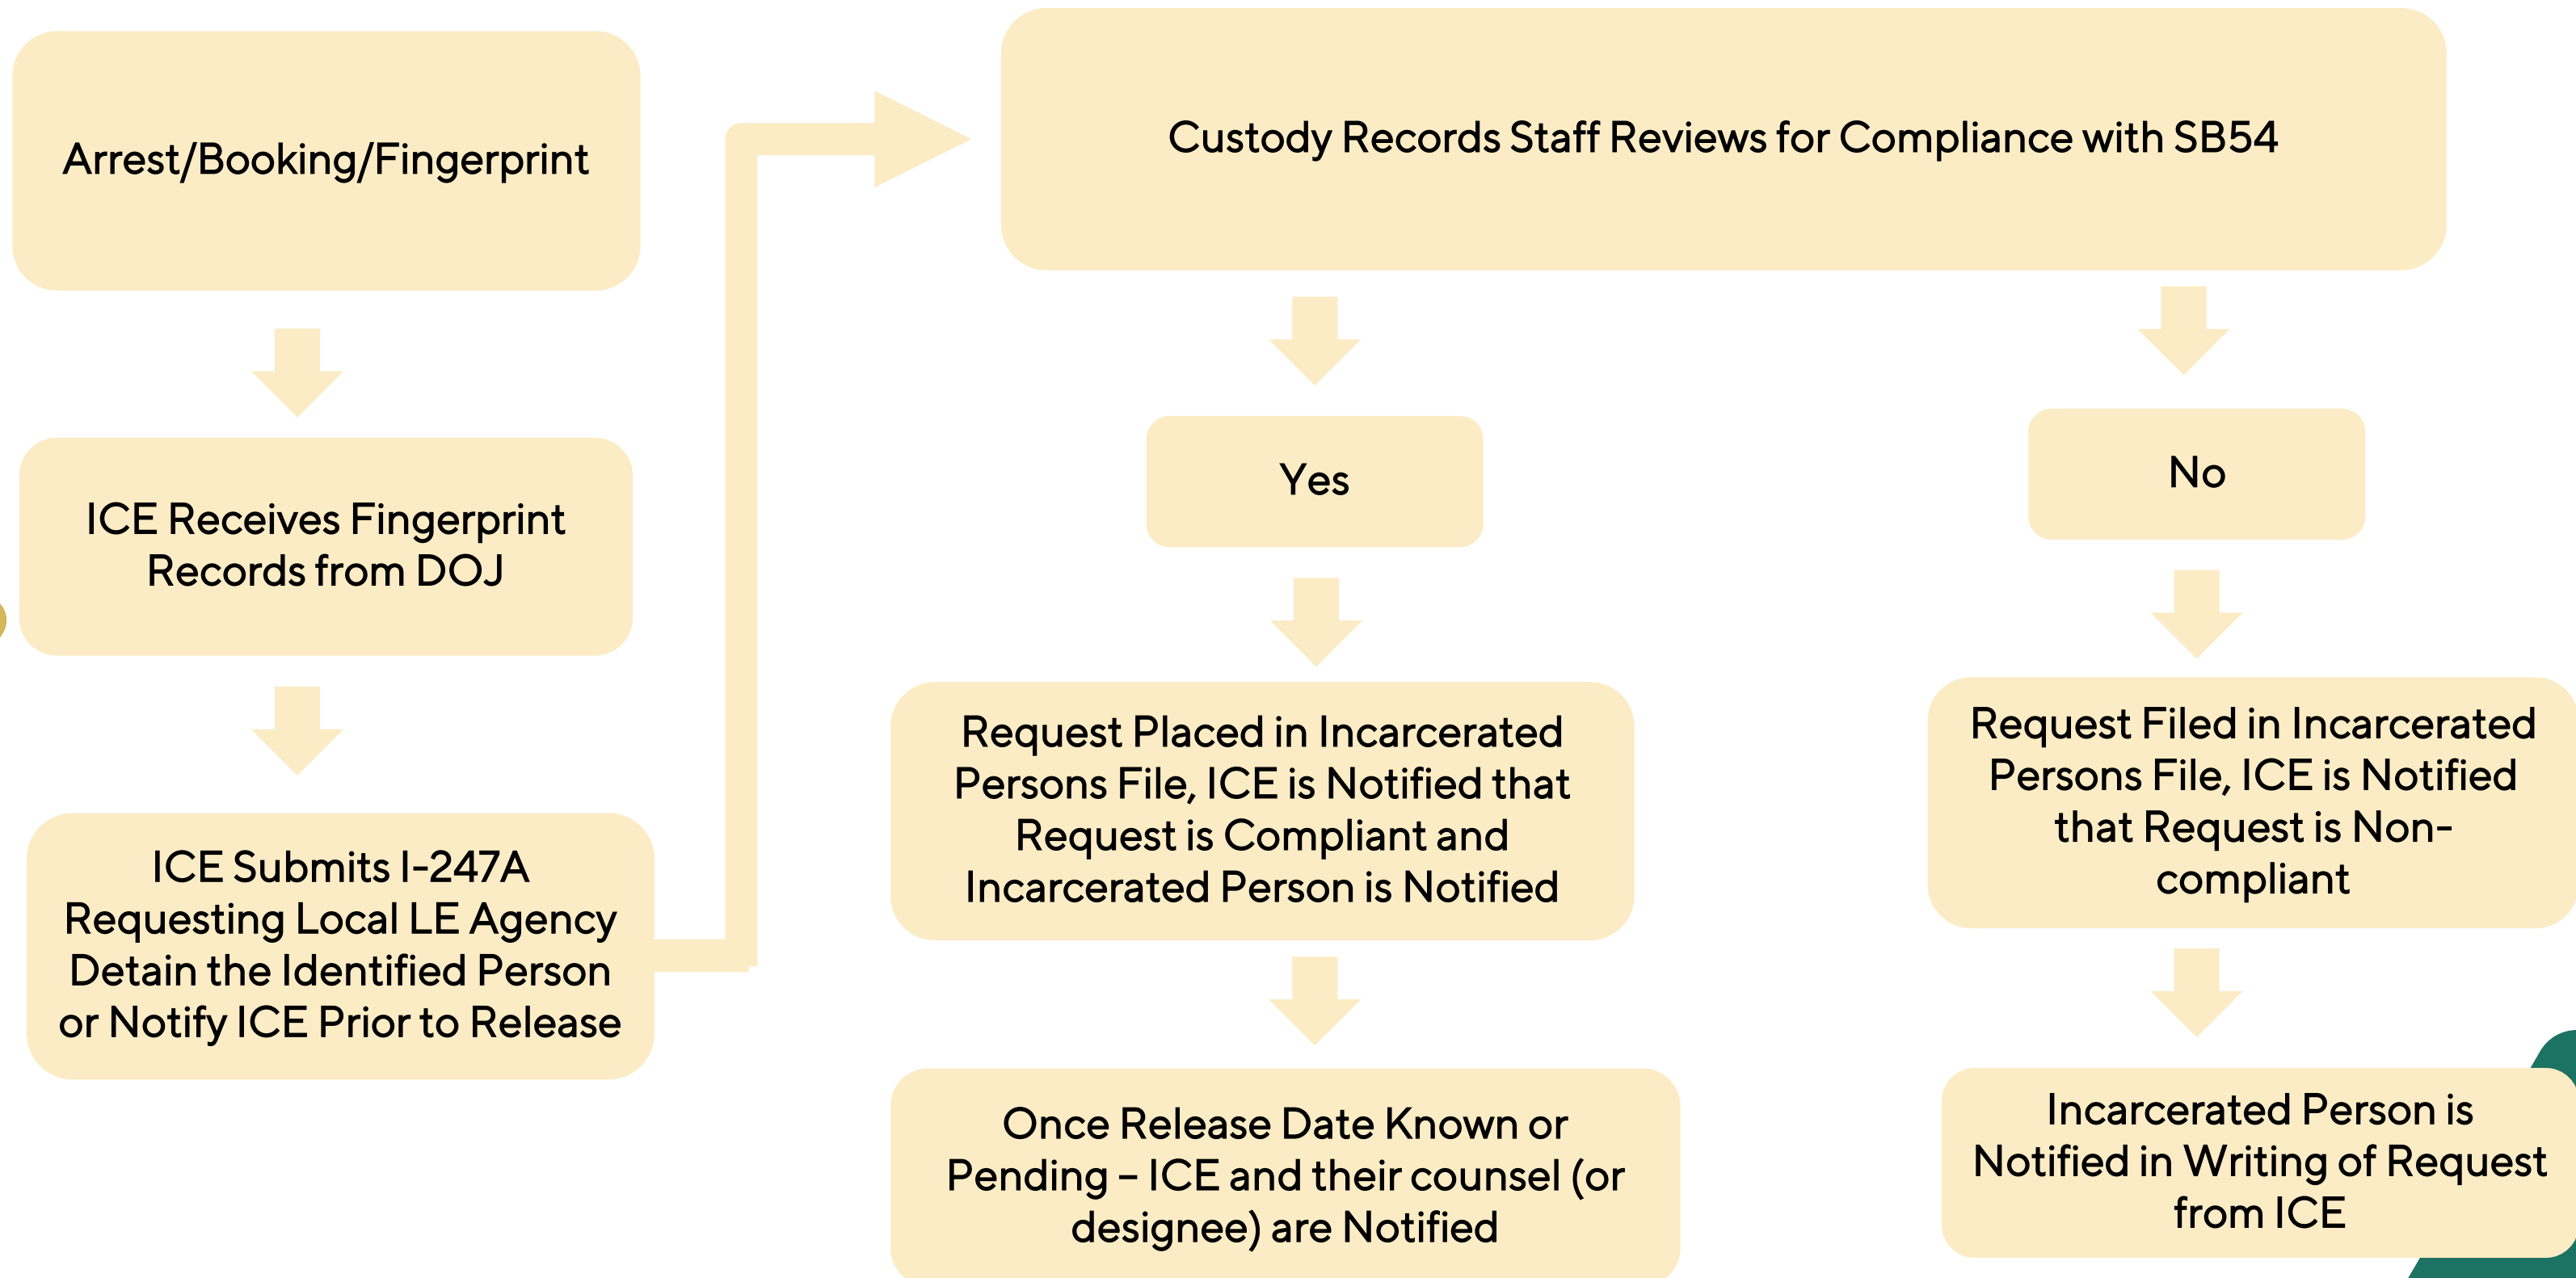 Arrest/Booking/Fingerprint
ICE Receives Fingerprint
Records from DOJ
ICE Submits I-247A
Requesting Local LE Agency
Detain the Identified Person
or Notify ICE Prior to Release
Custody Records Staff Reviews for Compliance with SB54
Yes
Request Placed in Incarcerated
Persons File, ICE is Notified that
Request is Compliant and
Incarcerated Person is Notified
Once Release Date Known or
Pending – ICE and their counsel (or
designee) are Notified
No
Request Filed in Incarcerated
Persons File, ICE is Notified
that Request is Non-
compliant
Incarcerated Person is
Notified in Writing of Request
from ICE